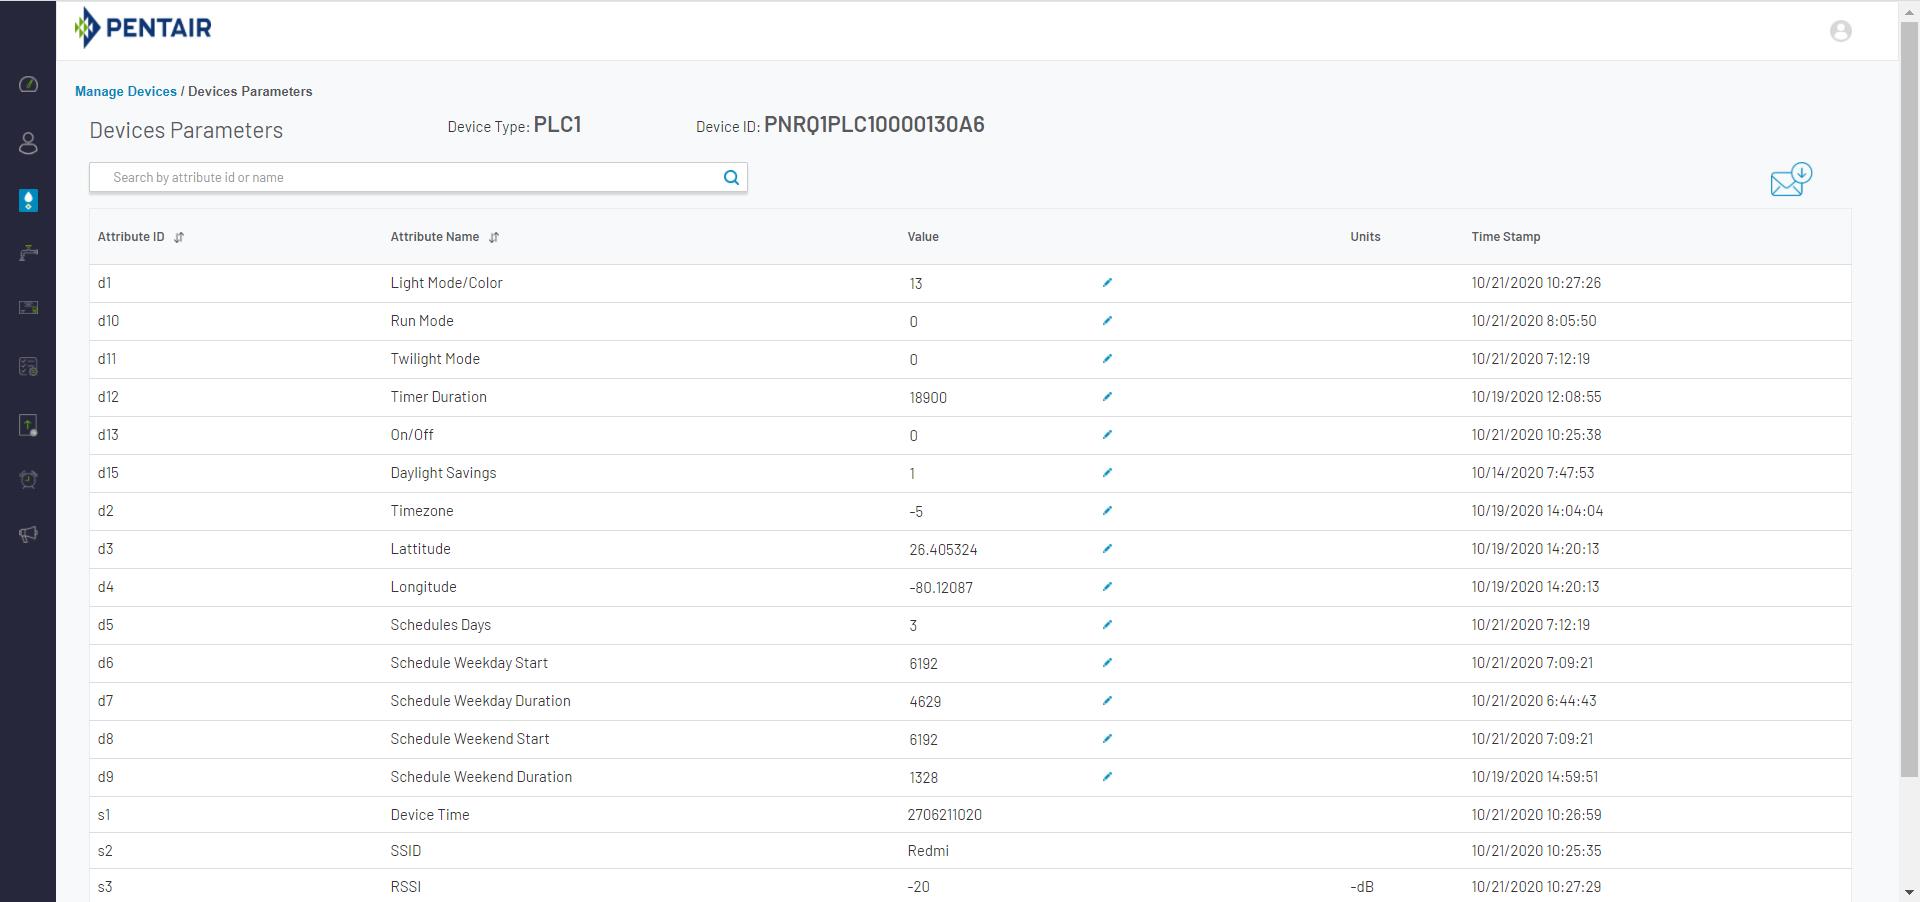 PENTAIR
Manage Devices / Devices Parameters
Devices Parameters Device Type: PLC1 Device ID: PNRQ1PLC10000130A6
Search by attribute id or name
Attribute ID Attribute Name Value Units Time Stamp
d1 Light Mode/Color 13 10/21/2020 10:27:26
d10 Run Mode 0 10/21/2020 8:05:50
d11 Twilight Mode 0 10/21/2020 7:12:19
d12 Timer Duration 18900 10/19/2020 12:08:55
d13 On/Off 0 10/21/2020 10:25:38
d15 Daylight Savings 1 10/14/2020 7:47:53
d2 Timezone -5 10/19/2020 14:04:04
d3 Lattitude 26.405324 10/19/2020 14:20:13
d4 Longitude -80.12087 10/19/2020 14:20:13
d5 Schedules Days 3 10/21/2020 7:12:19
d6 Schedule Weekday Start 6192 10/21/2020 7:09:21
d7 Schedule Weekday Duration 4629 10/21/2020 6:44:43
d8 Schedule Weekend Start 6192 10/21/2020 7:09:21
d9 Schedule Weekend Duration 1328 10/19/2020 14:59:51
s1 Device Time 2706211020 10/21/2020 10:26:59
s2 SSID Redmi 10/21/2020 10:25:35
s3 RSSI -20 -dB 10/21/2020 10:27:29